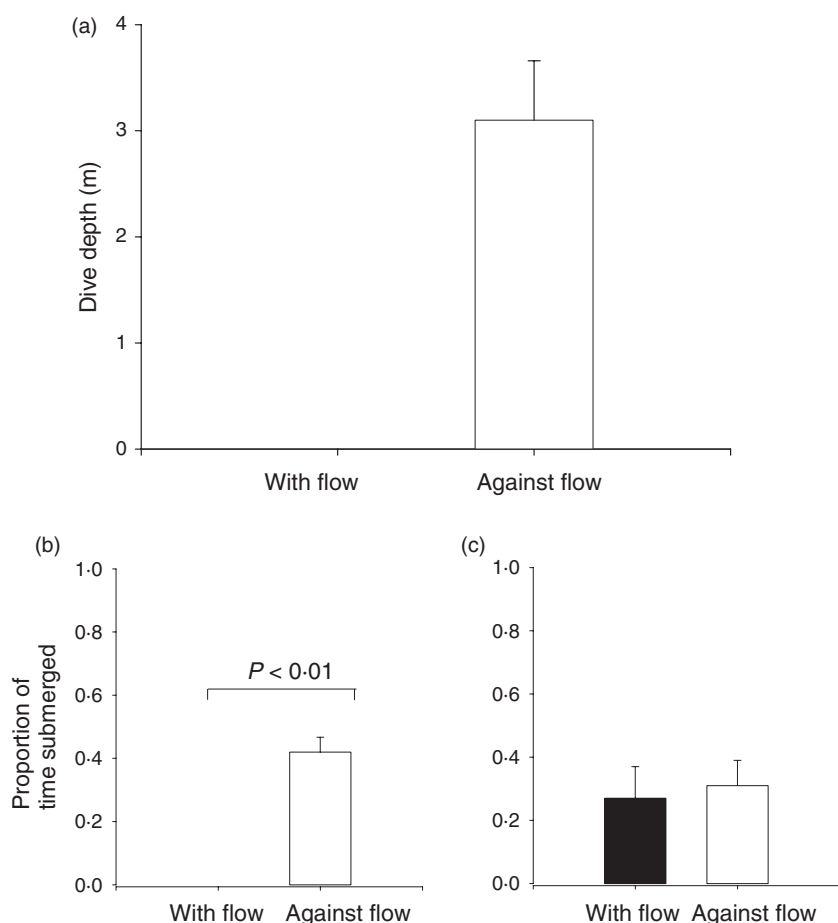 (a)
4
3
2
1
0
Dive depth (m)
With flow Against flow
(b)
1·0
0·8
0·6
0·4
0·2
0·0
Proportion of
time submerged
P < 0·01
With flow Against flow
(c)
1·0
0·8
0·6
0·4
0·2
0·0
With flow Against flow